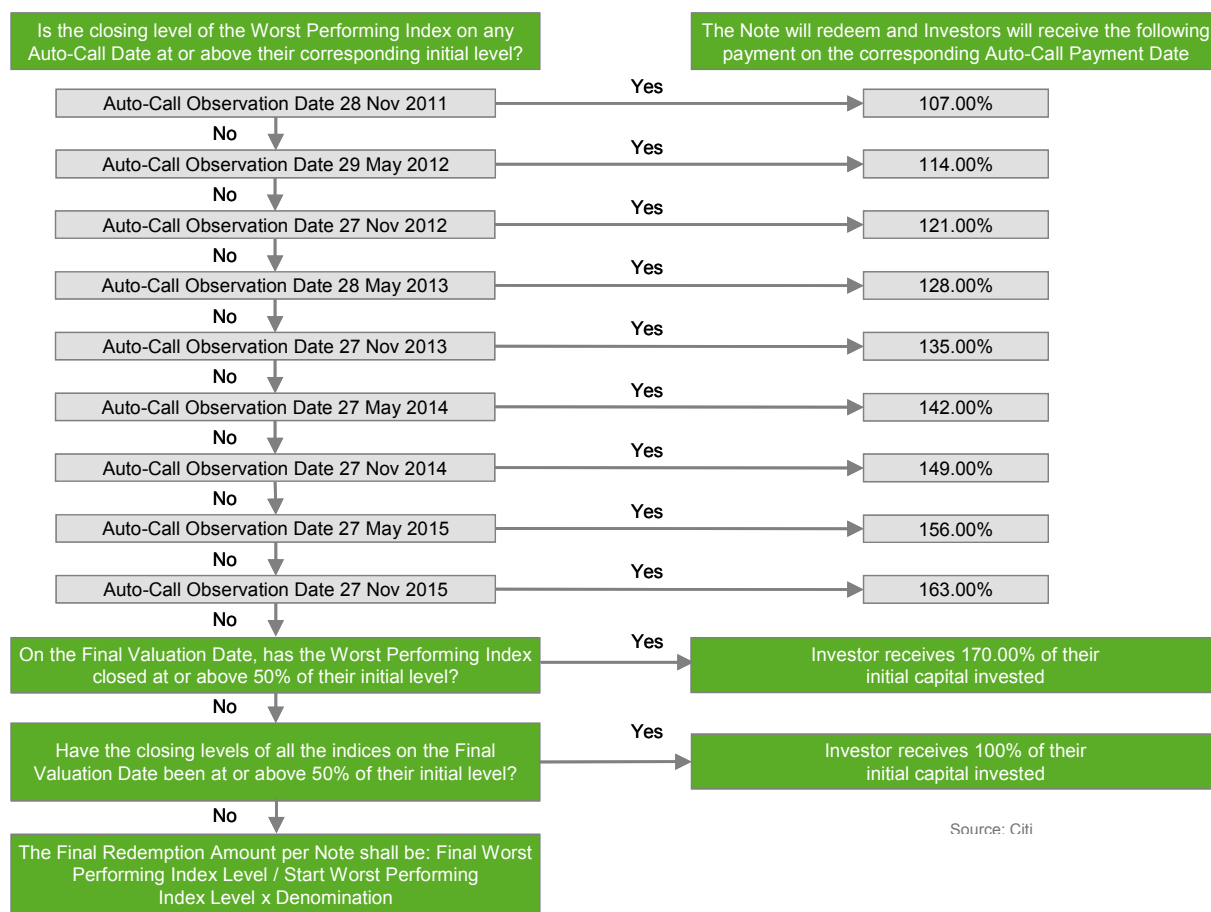 Is the closing level of the Worst Performing Index on any
Auto-Call Date at or above their corresponding initial level?
The Note will redeem and Investors will receive the following
payment on the corresponding Auto-Call Payment Date
Auto-Call Observation Date 28 Nov 2011
Yes
107.00%
No
Auto-Call Observation Date 29 May 2012
Yes
114.00%
No
Auto-Call Observation Date 27 Nov 2012
Yes
121.00%
No
Auto-Call Observation Date 28 May 2013
Yes
128.00%
No
Auto-Call Observation Date 27 Nov 2013
Yes
135.00%
No
Auto-Call Observation Date 27 May 2014
Yes
142.00%
No
Auto-Call Observation Date 27 Nov 2014
Yes
149.00%
No
Auto-Call Observation Date 27 May 2015
Yes
156.00%
No
Auto-Call Observation Date 27 Nov 2015
Yes
163.00%
No
On the Final Valuation Date, has the Worst Performing Index
closed at or above 50% of their initial level?
Yes
Investor receives 170.00% of their
initial capital invested
No
Have the closing levels of all the indices on the Final
Valuation Date been at or above 50% of their initial level?
Yes
Investor receives 100% of their
initial capital invested
No
Source: Citi
The Final Redemption Amount per Note shall be: Final Worst
Performing Index Level / Start Worst Performing
Index Level x Denomination